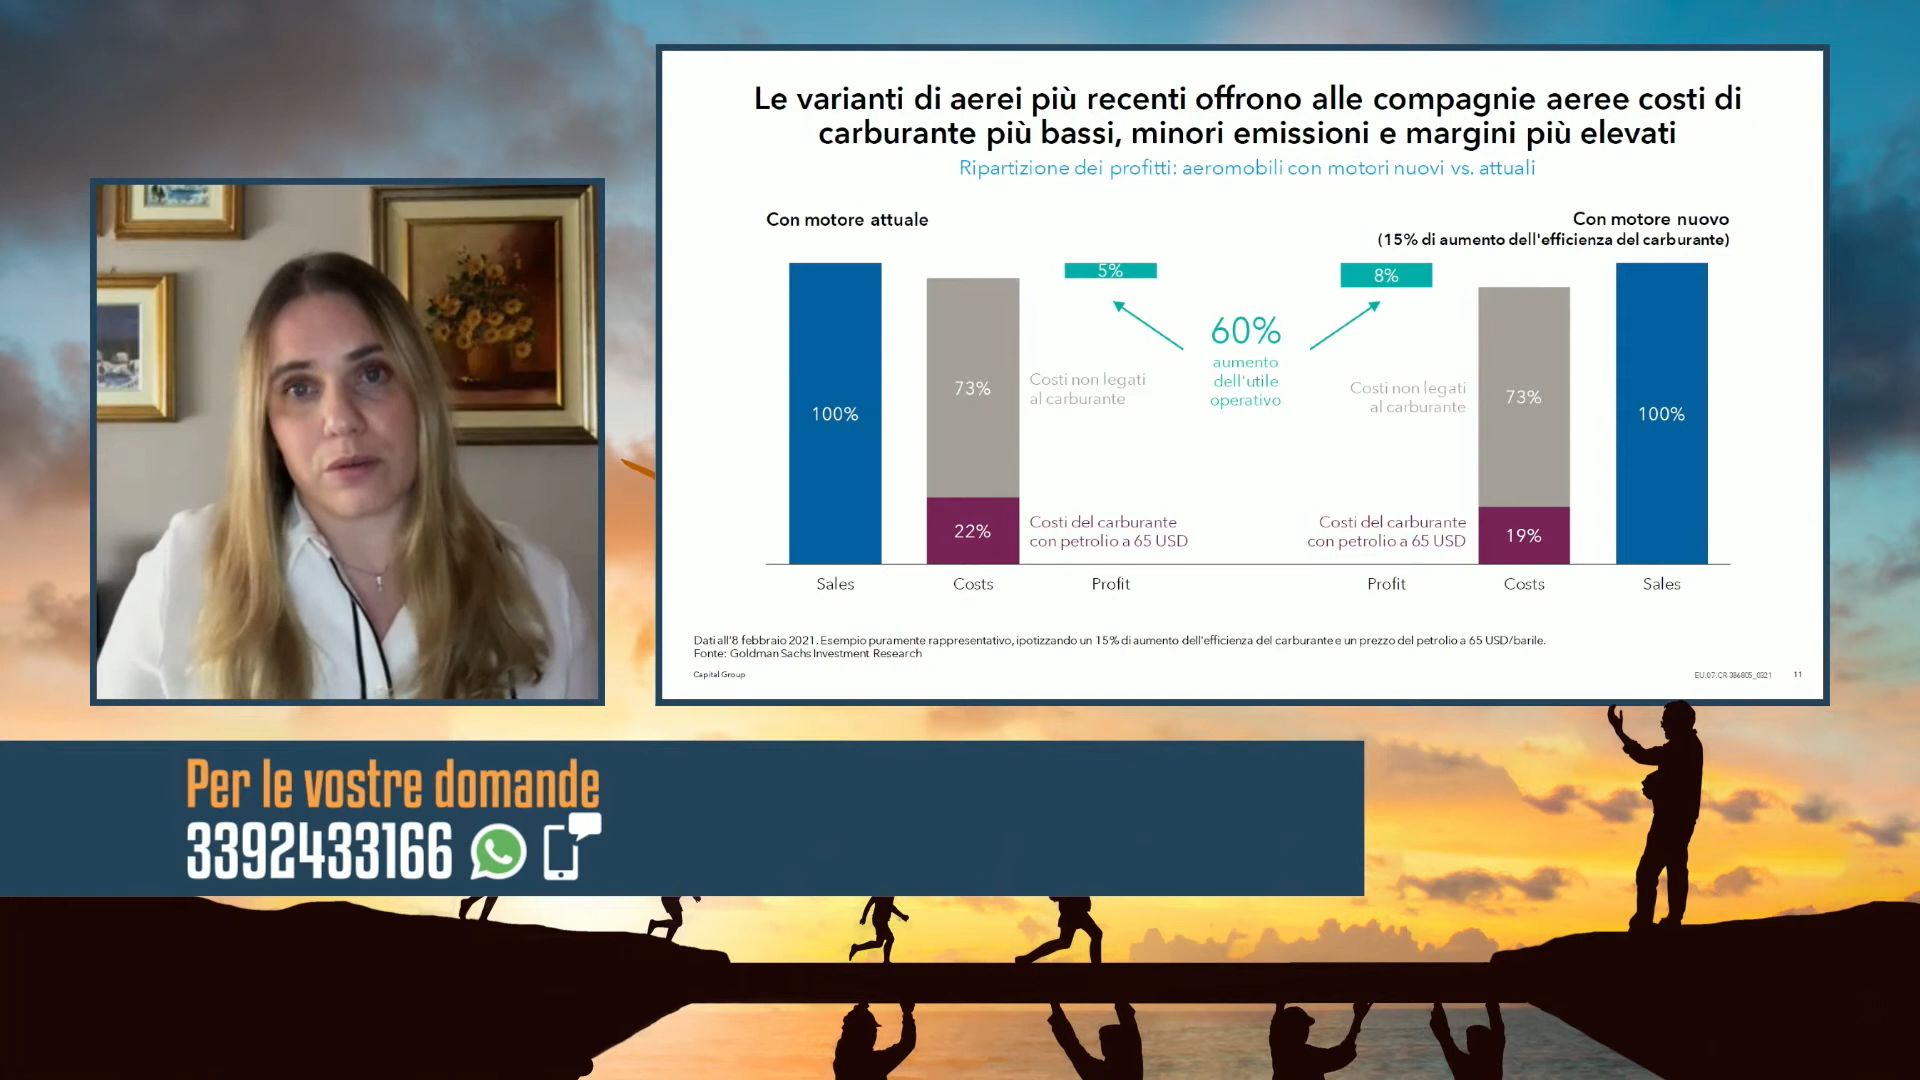 Le varianti di aerei più recenti offrono alle compagnie aeree costi di
carburante più bassi, minori emissioni e margini più elevati
Ripartizione dei profitti: aeromobili con motori nuovi vs. attuali
Con motore attuale
Con motore nuovo
(15% di aumento dell'efficienza del carburante)
5%
8%
60%
aumento
dell'utile
operativo
100%
73%
Costi non legati
al carburante
Costi non legati
al carburante
73%
100%
22%
Costi del carburante
con petrolio a 65 USD
Costi del carburante
con petrolio a 65 USD
19%
Sales
Costs
Profit
Profit
Costs
Sales
Dati all'8 febbraio 2021. Esempio puramente rappresentativo, ipotizzando un 15% di aumento dell'efficienza del carburante e un prezzo del petrolio a 65 USD/barile.
Fonte: Goldman Sachs Investment Research
Capital Group
EU.07.CR-386805_0321
11
Per le vostre domande
3392433166